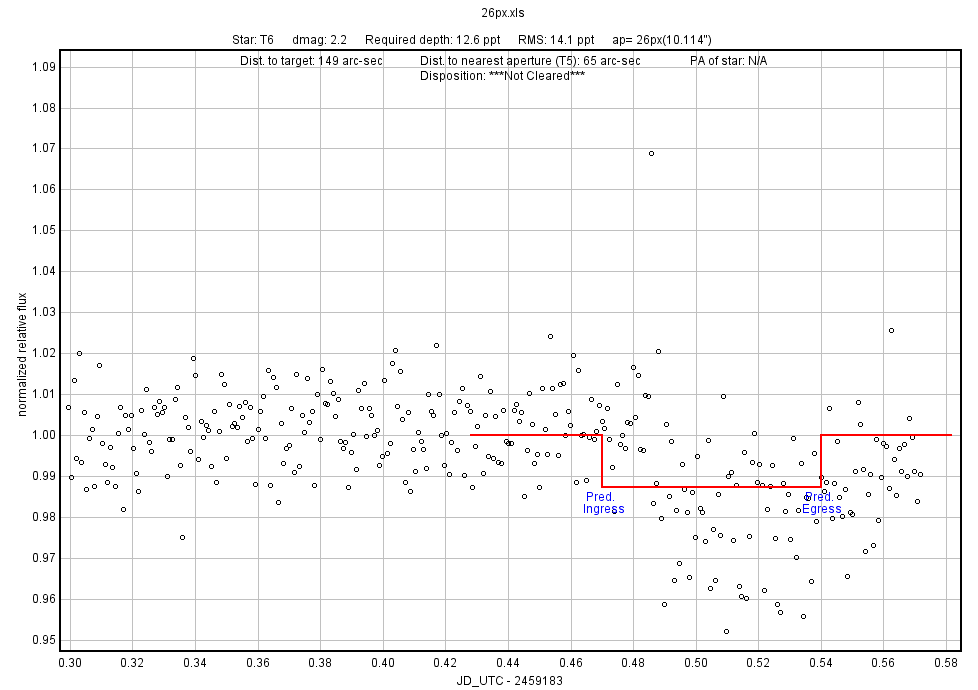 26px.xls
Star: T6 dmag: 2.2 Required depth: 12.6 ppt RMS: 14.1 ppt ap= 26px(10.114")
Dist. to target: 149 arc-sec Dist. to nearest aperture (T5): 65 arc-sec PA of star: N/A
Disposition: ***Not Cleared***
1.09
1.08
1.07
1.06
1.05
1.04
1.03
1.02
1.01
1.00
0.99
0.98
0.97
0.96
0.95
normalized relative flux
Pred.
Ingress
Pred.
Egress
0.30 0.32 0.34 0.36 0.38 0.40 0.42 0.44 0.46 0.48 0.50 0.52 0.54 0.56 0.58
JD_UTC - 2459183